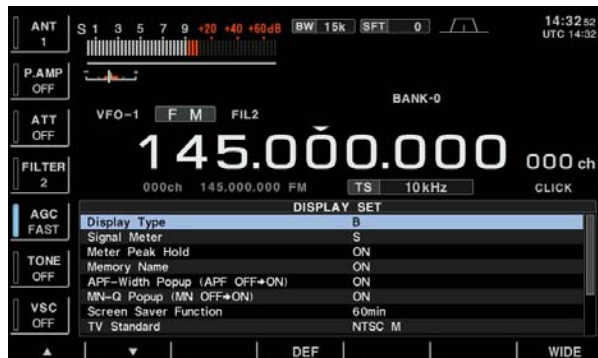 ANT
1
S 1 3 5 7 9 +20 +40 +60dB
BW 15k
SFT 0
14:32 52
UTC 14:32
P.AMP
OFF
BANK-0
ATT
OFF
VFO-1 F M FIL2
145.000.000
000 ch
FILTER
2
000ch 145.000.000 FM
TS 10kHz
CLICK
DISPLAY SET
AGC
FAST
Display Type B
Signal Meter S
Meter Peak Hold ON
TONE
OFF
Memory Name ON
APF-Width Popup (APF OFF→ON) ON
MN-Q Popup (MN OFF→ON) ON
VSC
OFF
Screen Saver Function 60min
TV Standard NTSC M
▲ ▼ DEF WIDE